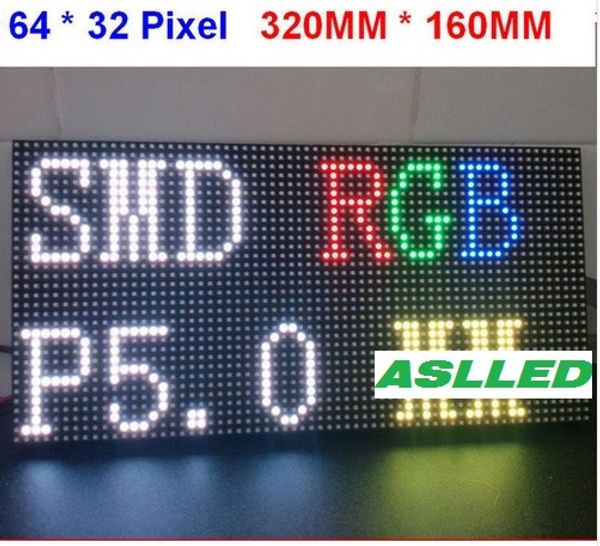 64 * 32 Pixel 320MM * 160MM
SMD RGB
P5.0
ASLLED